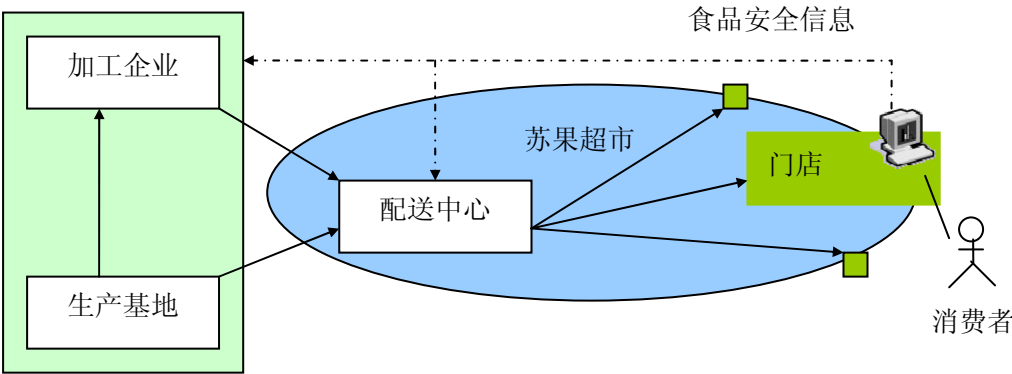 食品安全信息
加工企业
苏果超市
门店
配送中心
生产基地
消费者